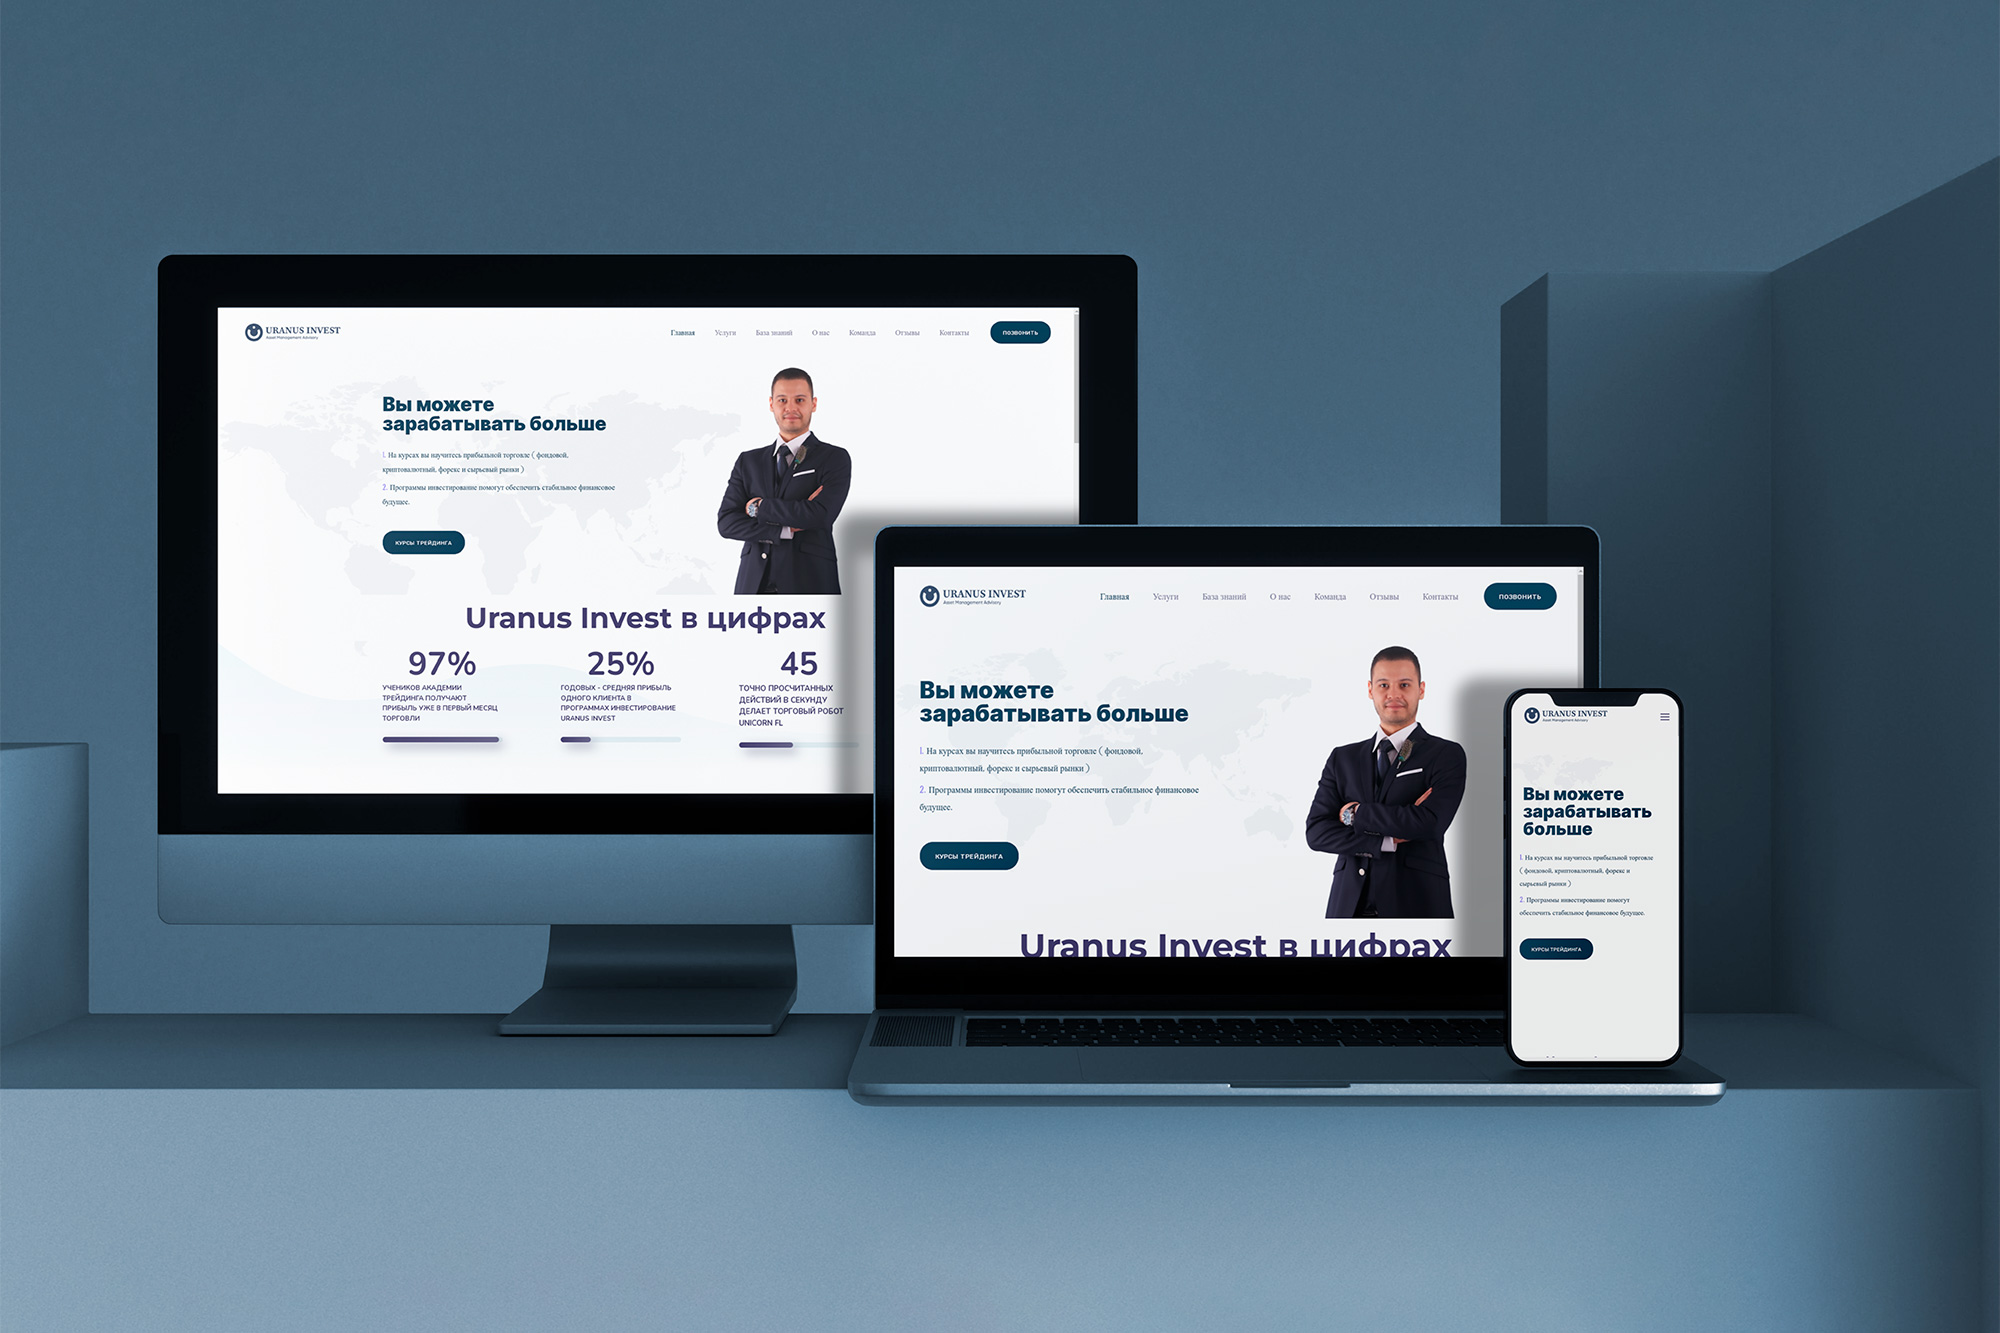 URANUS INVEST
Asset Management Advisory
Главная Услуги База знаний О нас Команда Отзывы Контакты ПОЗВОНИТЬ
Вы можете
зарабатывать больше
1. На курсах вы научитесь прибыльной торговле ( фондовой,
криптовалютный, форекс и сырьевый рынки )
2. Программы инвестирование помогут обеспечить стабильное финансовое
будущее.
КУРСЫ ТРЕЙДИНГА
Uranus Invest в цифрах
97%
УЧЕНИКОВ АКАДЕМИИ
ТРЕЙДИНГА ПОЛУЧАЮТ
ПРИБЫЛЬ УЖЕ В ПЕРВЫЙ МЕСЯЦ
ТОРГОВЛИ
25%
ГОДОВЫХ - СРЕДНЯЯ ПРИБЫЛЬ
ОДНОГО КЛИЕНТА В
ПРОГРАММАХ ИНВЕСТИРОВАНИЕ
URANUS INVEST
45
ТОЧНО ПРОСЧИТАННЫХ
ДЕЙСТВИЙ В СЕКУНДУ
ДЕЛАЕТ ТОРГОВЫЙ РОБОТ
UNICORN FL
URANUS INVEST
Asset Management Advisory
Главная Услуги База знаний О нас Команда Отзывы Контакты ПОЗВОНИТЬ
Вы можете
зарабатывать больше
1. На курсах вы научитесь прибыльной торговле ( фондовой,
криптовалютный, форекс и сырьевый рынки )
2. Программы инвестирование помогут обеспечить стабильное финансовое
будущее.
КУРСЫ ТРЕЙДИНГА
Uranus Invest в цифрах
URANUS INVEST
Asset Management Advisory
Вы можете
зарабатывать
больше
1. На курсах вы научитесь прибыльной торговле
( фондовой, криптовалютный, форекс и
сырьевый рынки )
2. Программы инвестирование помогут
обеспечить стабильное финансовое будущее.
КУРСЫ ТРЕЙДИНГА